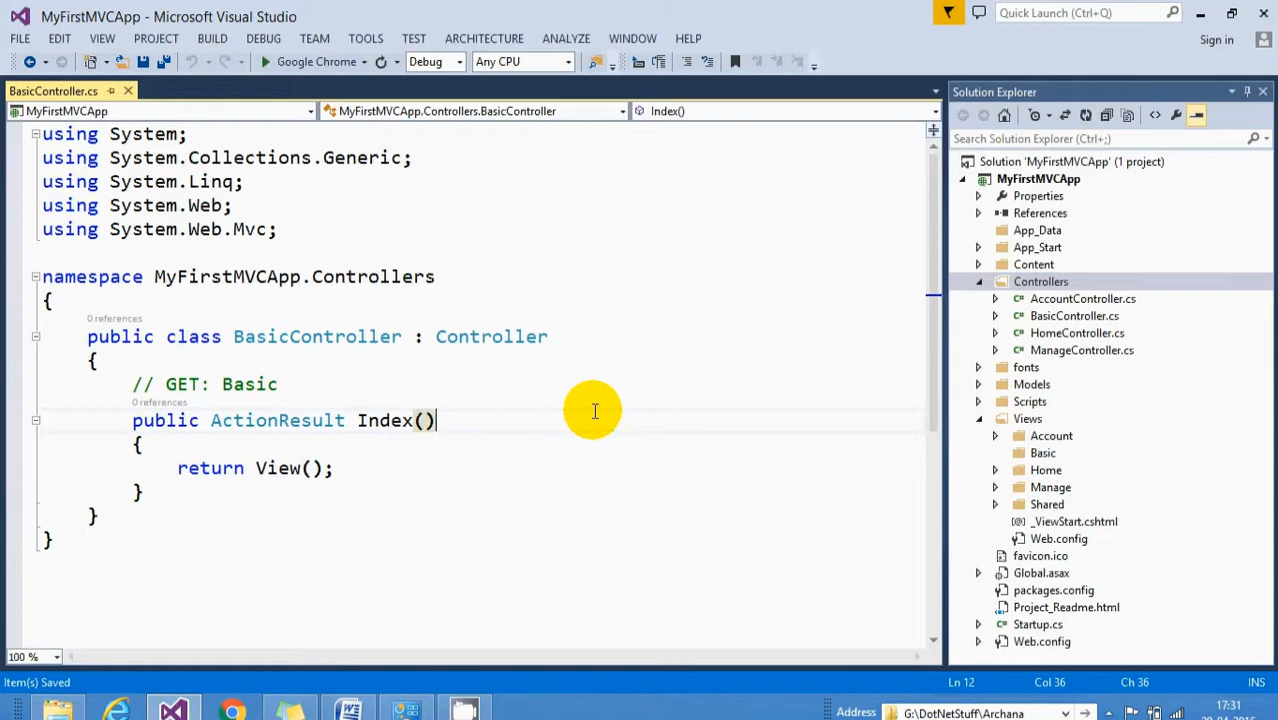 MyFirstMVCApp - Microsoft Visual Studio
Quick Launch (Ctrl+Q)
FILE EDIT VIEW PROJECT BUILD DEBUG TEAM TOOLS TEST ARCHITECTURE ANALYZE WINDOW HELP
Sign in
Google Chrome Debug Any CPU
BasicController.cs
MyFirstMVCApp MyFirstMVCApp.Controllers.BasicController Index()
using System;
using System.Collections.Generic;
using System.Linq;
using System.Web;
using System.Web.Mvc;
namespace MyFirstMVCApp.Controllers
{
0 references
public class BasicController : Controller
{
// GET: Basic
0 references
public ActionResult Index()
{
return View();
}
}
}
100 %
Solution Explorer
Search Solution Explorer (Ctrl+;)
Solution 'MyFirstMVCApp' (1 project)
MyFirstMVCApp
Properties
References
App_Data
App_Start
Content
Controllers
AccountController.cs
BasicController.cs
HomeController.cs
ManageController.cs
fonts
Models
Scripts
Views
Account
Basic
Home
Manage
Shared
_ViewStart.cshtml
Web.config
favicon.ico
Global.asax
packages.config
Project_Readme.html
Startup.cs
Web.config
Item(s) Saved
Ln 12 Col 36 Ch 36 INS
Address G:\DotNetStuff\Archana
17:31